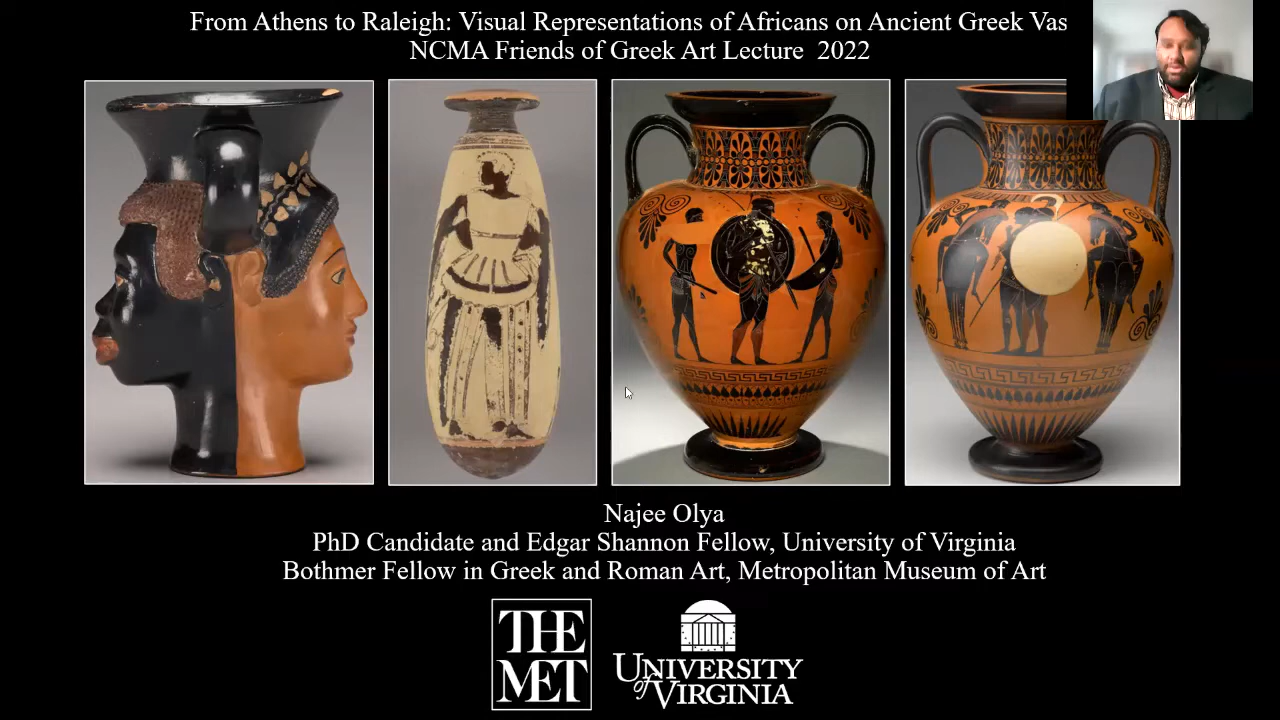 From Athens to Raleigh: Visual Representations of Africans on Ancient Greek Vas
NCMA Friends of Greek Art Lecture 2022
Najee Olya
PhD Candidate and Edgar Shannon Fellow, University of Virginia
Bothmer Fellow in Greek and Roman Art, Metropolitan Museum of Art
THE
MET
UNIVERSITY
of VIRGINIA